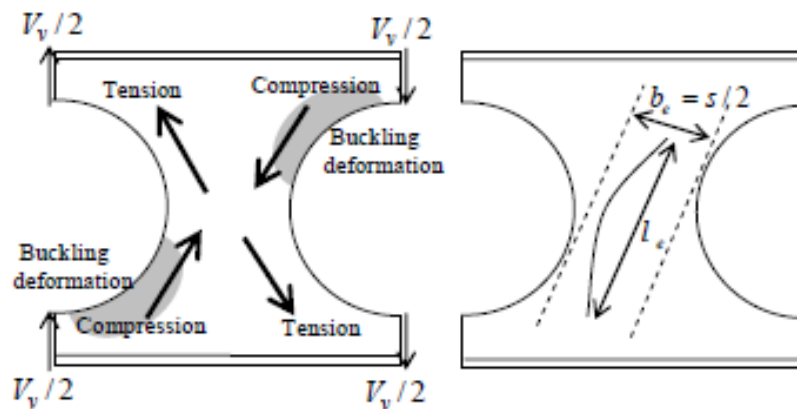 V_v/2
V_v/2
Tension
Compression
Buckling
deformation
Buckling
deformation
Compression
Tension
V_v/2
V_v/2
b_e = s/2
l_e